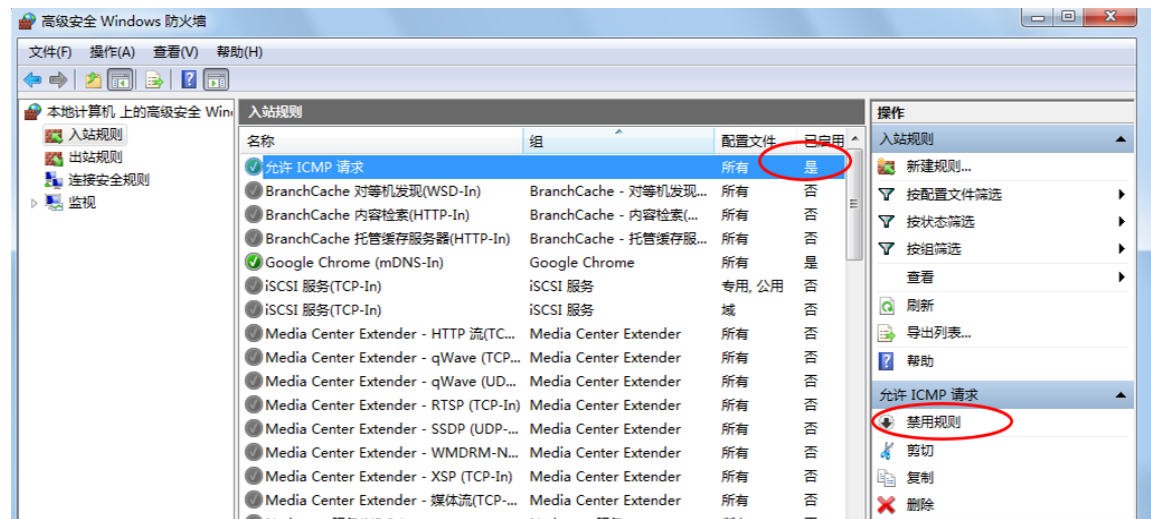 高级安全 Windows 防火墙
文件(F) 操作(A) 查看(V) 帮助(H)
本地计算机 上的高级安全 Win
入站规则
出站规则
连接安全规则
监视
入站规则
名称 组 配置文件 已启用
允许 ICMP 请求 所有 是
BranchCache 对等机发现(WSD-In) BranchCache - 对等机发现... 所有 否
BranchCache 内容检索(HTTP-In) BranchCache - 内容检索(... 所有 否
BranchCache 托管缓存服务器(HTTP-In) BranchCache - 托管缓存服... 所有 否
Google Chrome (mDNS-In) Google Chrome 所有 是
iSCSI 服务(TCP-In) iSCSI 服务 专用, 公用 否
iSCSI 服务(TCP-In) iSCSI 服务 域 否
Media Center Extender - HTTP 流(TC... Media Center Extender 所有 否
Media Center Extender - qWave (TCP... Media Center Extender 所有 否
Media Center Extender - qWave (UD... Media Center Extender 所有 否
Media Center Extender - RTSP (TCP-In) Media Center Extender 所有 否
Media Center Extender - SSDP (UDP-... Media Center Extender 所有 否
Media Center Extender - WMDRM-N... Media Center Extender 所有 否
Media Center Extender - XSP (TCP-In) Media Center Extender 所有 否
Media Center Extender - 媒体流(TCP-... Media Center Extender 所有 否
操作
入站规则
新建规则...
按配置文件筛选
按状态筛选
按组筛选
查看
刷新
导出列表...
帮助
允许 ICMP 请求
禁用规则
剪切
复制
删除